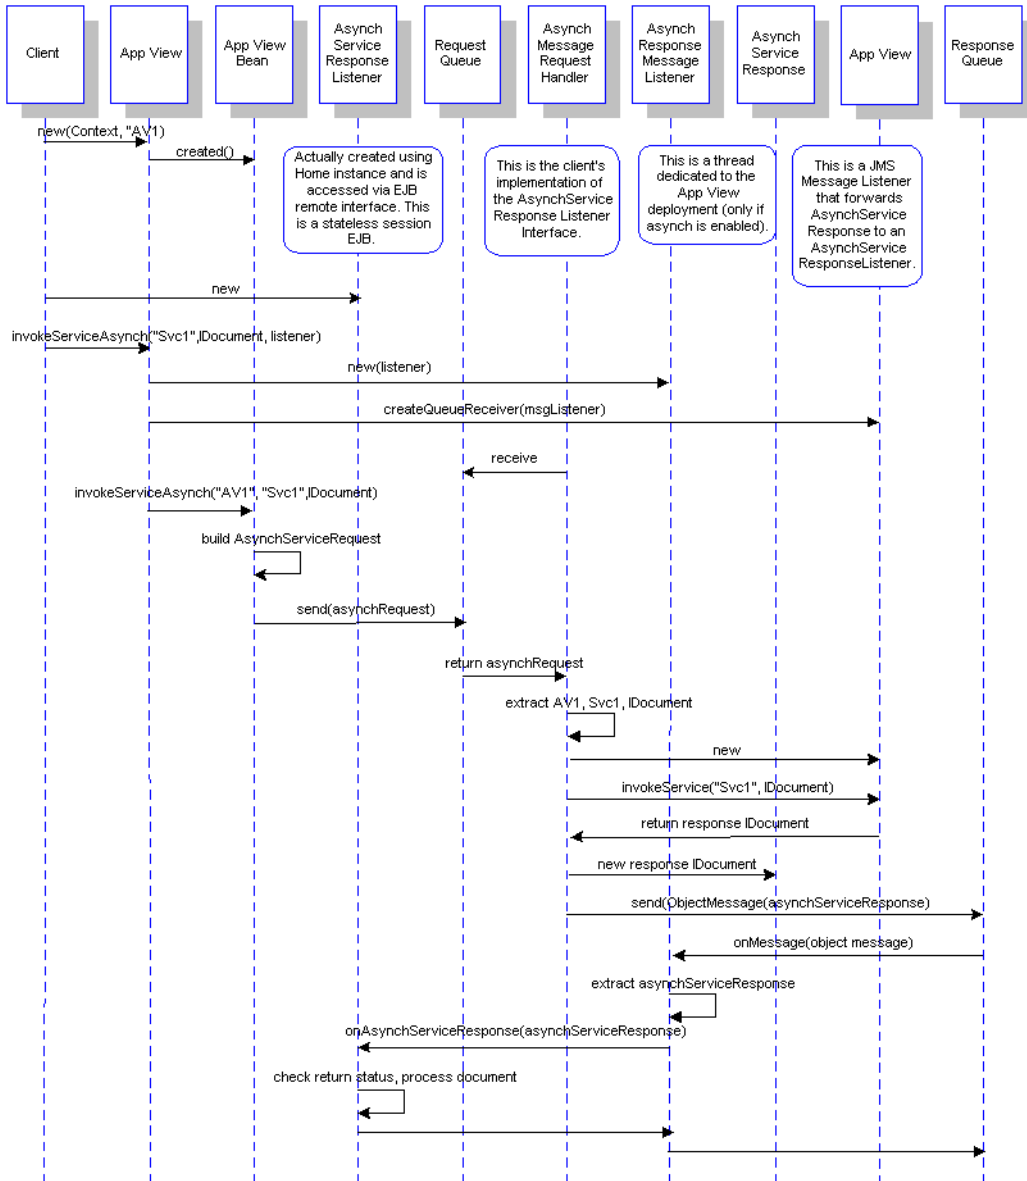 Client
App View
App View
Bean
Asynch
Service
Response
Listener
Request
Queue
Asynch
Message
Request
Handler
Asynch
Response
Message
Listener
Asynch
Service
Response
App View
Response
Queue
new(Context, "AV1)
created()
Actually created using
Home instance and is
accessed via EJB
remote interface. This
is a stateless session
EJB.
This is the client's
implementation of
the AsynchService
Response Listener
Interface.
This is a thread
dedicated to the
App View
deployment (only if
asynch is enabled).
This is a JMS
Message Listener
that forwards
AsynchService
Response to an
AsynchService
ResponseListener.
new
invokeServiceAsynch("Svc1",IDocument, listener)
new(listener)
createQueueReceiver(msgListener)
receive
invokeServiceAsynch("AV1", "Svc1",IDocument)
build AsynchServiceRequest
send(asynchRequest)
return asynchRequest
extract AV1, Svc1, IDocument
new
invokeService("Svc1", IDocument)
return response IDocument
new response IDocument
send(ObjectMessage(asynchServiceResponse)
onMessage(object message)
extract asynchServiceResponse
onAsynchServiceResponse(asynchServiceResponse)
check return status, process document